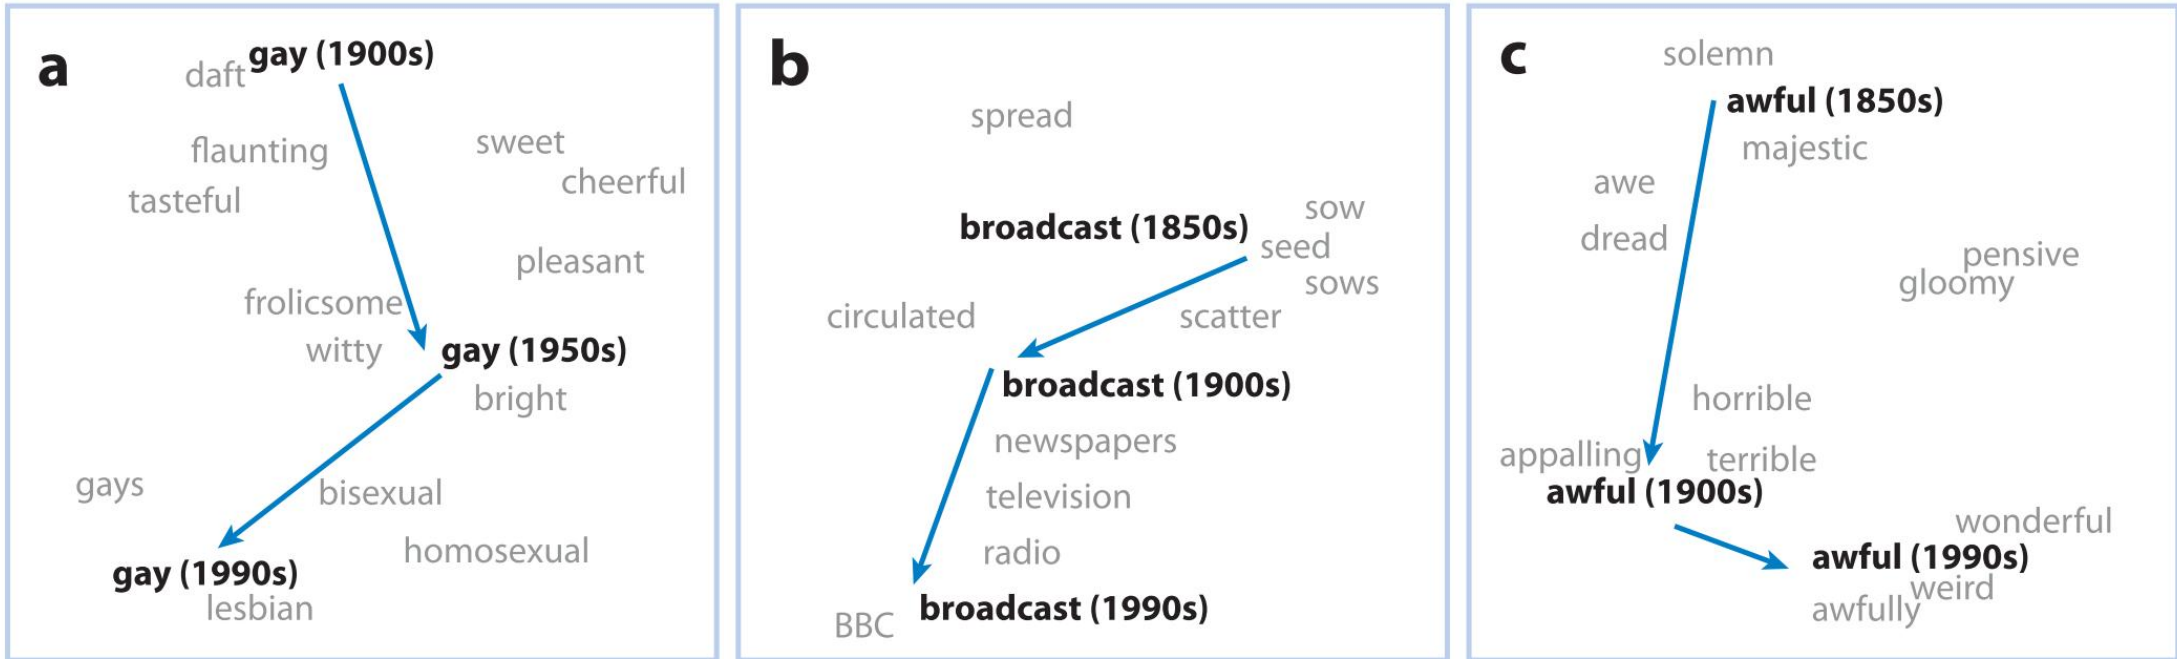 a
gay (1900s)
daft
flaunting
sweet
cheerful
tasteful
pleasant
frolicsome
witty
gay (1950s)
bright
gays
bisexual
homosexual
gay (1990s)
lesbian
b
spread
broadcast (1850s)
sow
seed
sows
circulated
scatter
broadcast (1900s)
newspapers
television
radio
broadcast (1990s)
BBC
c
solemn
awful (1850s)
majestic
awe
dread
pensive
gloomy
horrible
appalling
terrible
awful (1900s)
wonderful
awful (1990s)
weird
awfully